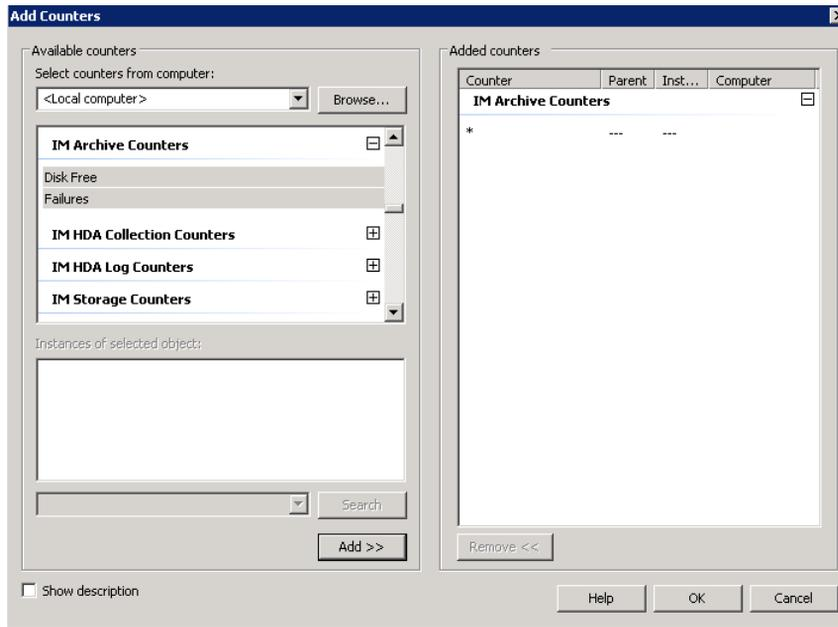 Add Counters
Available counters
Select counters from computer:
<Local computer>
Browse...
IM Archive Counters
Disk Free
Failures
IM HDA Collection Counters
IM HDA Log Counters
IM Storage Counters
Instances of selected object:
Search
Add >>
Show description
Added counters
Counter Parent Inst... Computer
IM Archive Counters
* --- ---
Remove <<
Help OK Cancel